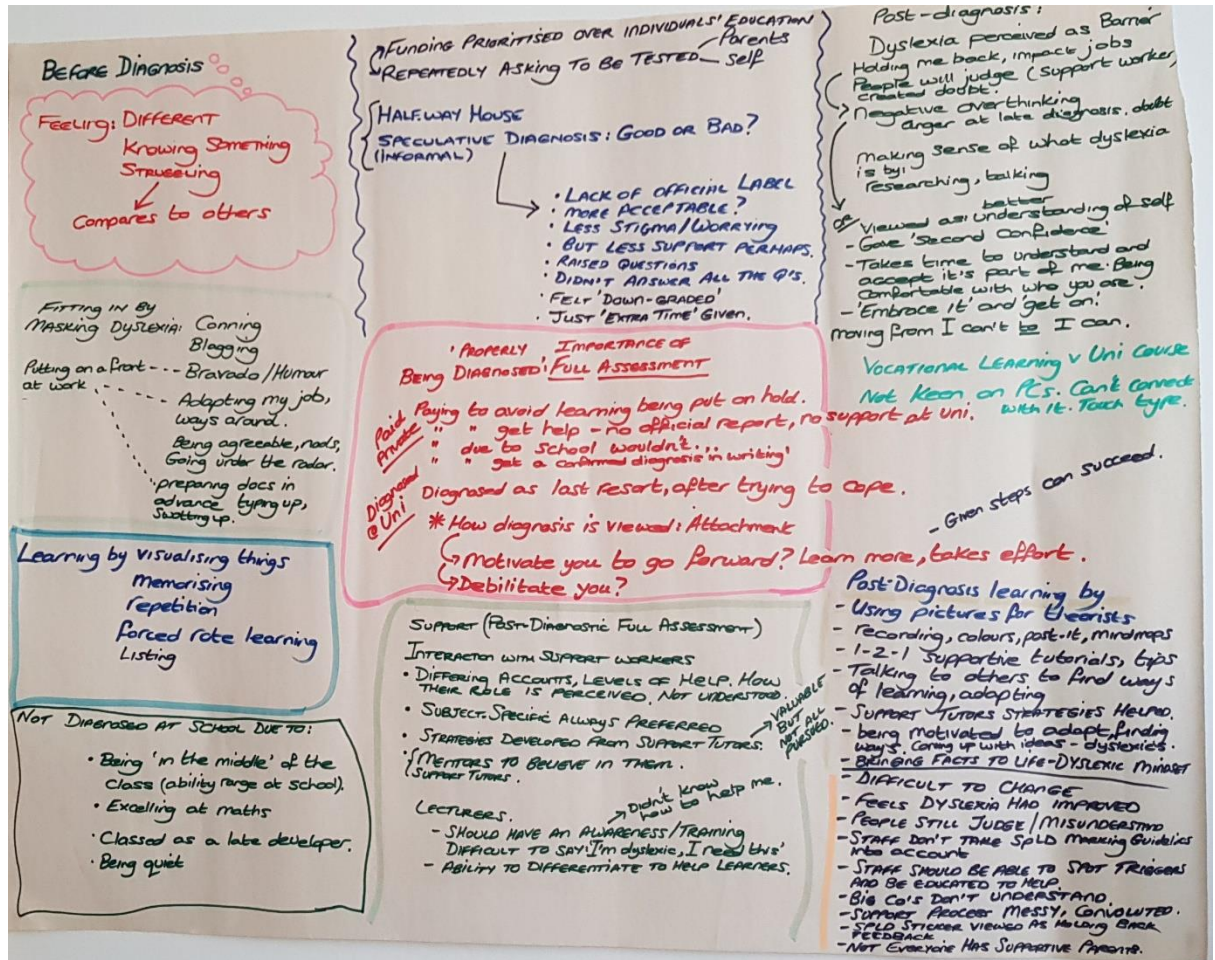 BEFORE DIAGNOSIS
FEELING: DIFFERENT
Knowing Something
STRUGGLING
Compares to others
FITTING IN BY
MASKING DYSLEXIA: Conning
Blagging
Putting on a front --- Bravado/Humour
at work
Adapting my job,
ways around.
Being agreeable, nods,
Going under the radar.
preparing docs in
advance typing up,
Swotting up.
Learning by visualising things
memorising
repetition
forced rote learning
Listing
NOT DIAGNOSED AT SCHOOL DUE TO:
• Being 'in the middle' of the
class (ability range at school).
• Excelling at maths
• Classed as a late developer.
• Being quiet
FUNDING PRIORITISED OVER INDIVIDUALS' EDUCATION
REPEATEDLY ASKING TO BE TESTED
Parents
self
HALF-WAY HOUSE
SPECULATIVE DIAGNOSIS: GOOD OR BAD?
(INFORMAL)
• LACK OF OFFICIAL LABEL
• MORE ACCEPTABLE?
• LESS STIGMA/WORRYING
• BUT LESS SUPPORT PERHAPS.
• RAISED QUESTIONS
• DIDN'T ANSWER ALL THE Q'S.
• FELT 'DOWN-GRADED'
• JUST 'EXTRA TIME' GIVEN.
'PROPERLY IMPORTANCE OF
BEING DIAGNOSED': FULL ASSESSMENT
Paid
Private
Paying to avoid learning being put on hold.
" " get help - no official report, no support at uni.
" due to school wouldn't...
" " get a confirmed diagnosis in writing'
Diagnosed
@ Uni
Diagnosed as last resort, after trying to cope.
* How diagnosis is viewed: Attachment
Motivate you to go forward? Learn more, takes effort.
Debilitate you?
SUPPORT (POST-DIAGNOSTIC FULL ASSESSMENT)
INTERACTION WITH SUPPORT WORKERS
• DIFFERING ACCOUNTS, LEVELS OF HELP. HOW
THEIR ROLE IS PERCEIVED. NOT UNDERSTOOD.
• SUBJECT-SPECIFIC ALWAYS PREFERRED
• STRATEGIES DEVELOPED FROM SUPPORT TUTORS.
VALUABLE
BUT
NOT ALL
PURSUED.
• MENTORS TO BELIEVE IN THEM.
SUPPORT TUTORS.
LECTURERS.
Didn't know
how to help me.
- SHOULD HAVE AN AWARENESS/TRAINING
DIFFICULT TO SAY 'I'm dyslexic, I need this'
- ABILITY TO DIFFERENTIATE TO HELP LEARNERS.
Post-diagnosis:
Dyslexia perceived as Barrier
Holding me back, impact jobs
People will judge (support worker)
created doubt.
Negative overthinking
anger at late diagnosis. doubt
making sense of what dyslexia
is by:
researching, talking
better
or Viewed as: understanding of self
- Gave 'Second Confidence'
- Takes time to understand and
accept it's part of me. Being
comfortable with who you are.
- 'Embrace it' and 'get on'.
moving from I can't to I can.
VOCATIONAL LEARNING V UNI COURSE
Not Keen on PCs. Can't connect
with it. Touch type.
- Given steps can succeed.
Post-Diagnosis learning by
- Using pictures for theorists
- recording, colours, post-it, mindmaps
- 1-2-1 supportive tutorials, tips
- Talking to others to find ways
of learning, adapting
- SUPPORT TUTORS STRATEGIES HELPED.
- being motivated to adapt, finding
ways. Coming up with ideas - dyslexics.
- BRINGING FACTS TO LIFE - DYSLEXIC MINDSET
- DIFFICULT TO CHANGE
- FEELS DYSLEXIA HAD IMPROVED
- PEOPLE STILL JUDGE/MISUNDERSTAND
- STAFF DON'T TAKE SPLD MARKING Guidelines
into account
- STAFF SHOULD BE ABLE TO SPOT TRIGGERS
AND BE EDUCATED TO HELP.
- BIG CO'S DON'T UNDERSTAND.
- SUPPORT PROCESS MESSY, CONVOLUTED.
- SPLD STICKER VIEWED AS HOLDING BACK
FEEDBACK
- NOT EVERYONE HAS SUPPORTIVE PARENTS.